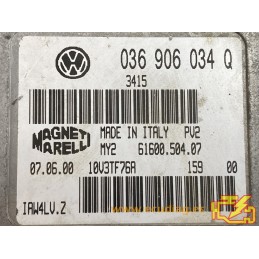 036 906 034 Q
3415
MAGNETI MARELLI
MADE IN ITALY PV2
MY2 61600.504.07
07.06.00 10V3TF76A 159 00
IAW4LV.Z